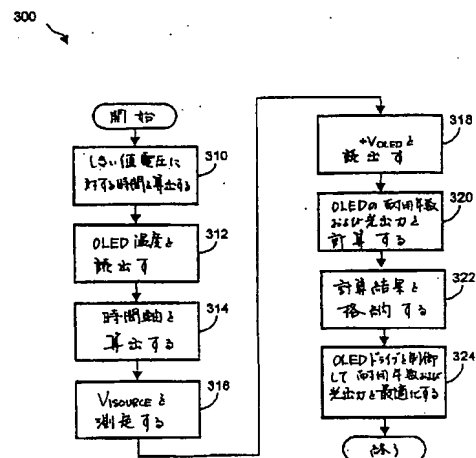 300
開始
しきい値電圧に
対する時間を算出する
310
OLED 温度を
読出す
312
時間軸を
算出する
314
VISOURCEを
測定する
316
+VOLEDを
読出す
318
OLEDの耐用年数
および光出力を
計算する
320
計算結果を
格納する
322
OLEDドライブを制御
して耐用年数および
光出力を最適にする
324
終了